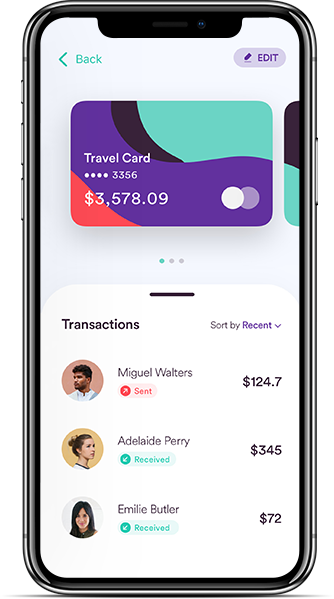 Back
EDIT
Travel Card
•••• 3356
$3,578.09
Transactions
Sort by Recent
Miguel Walters
Sent
$124.7
Adelaide Perry
Received
$345
Emilie Butler
Received
$72